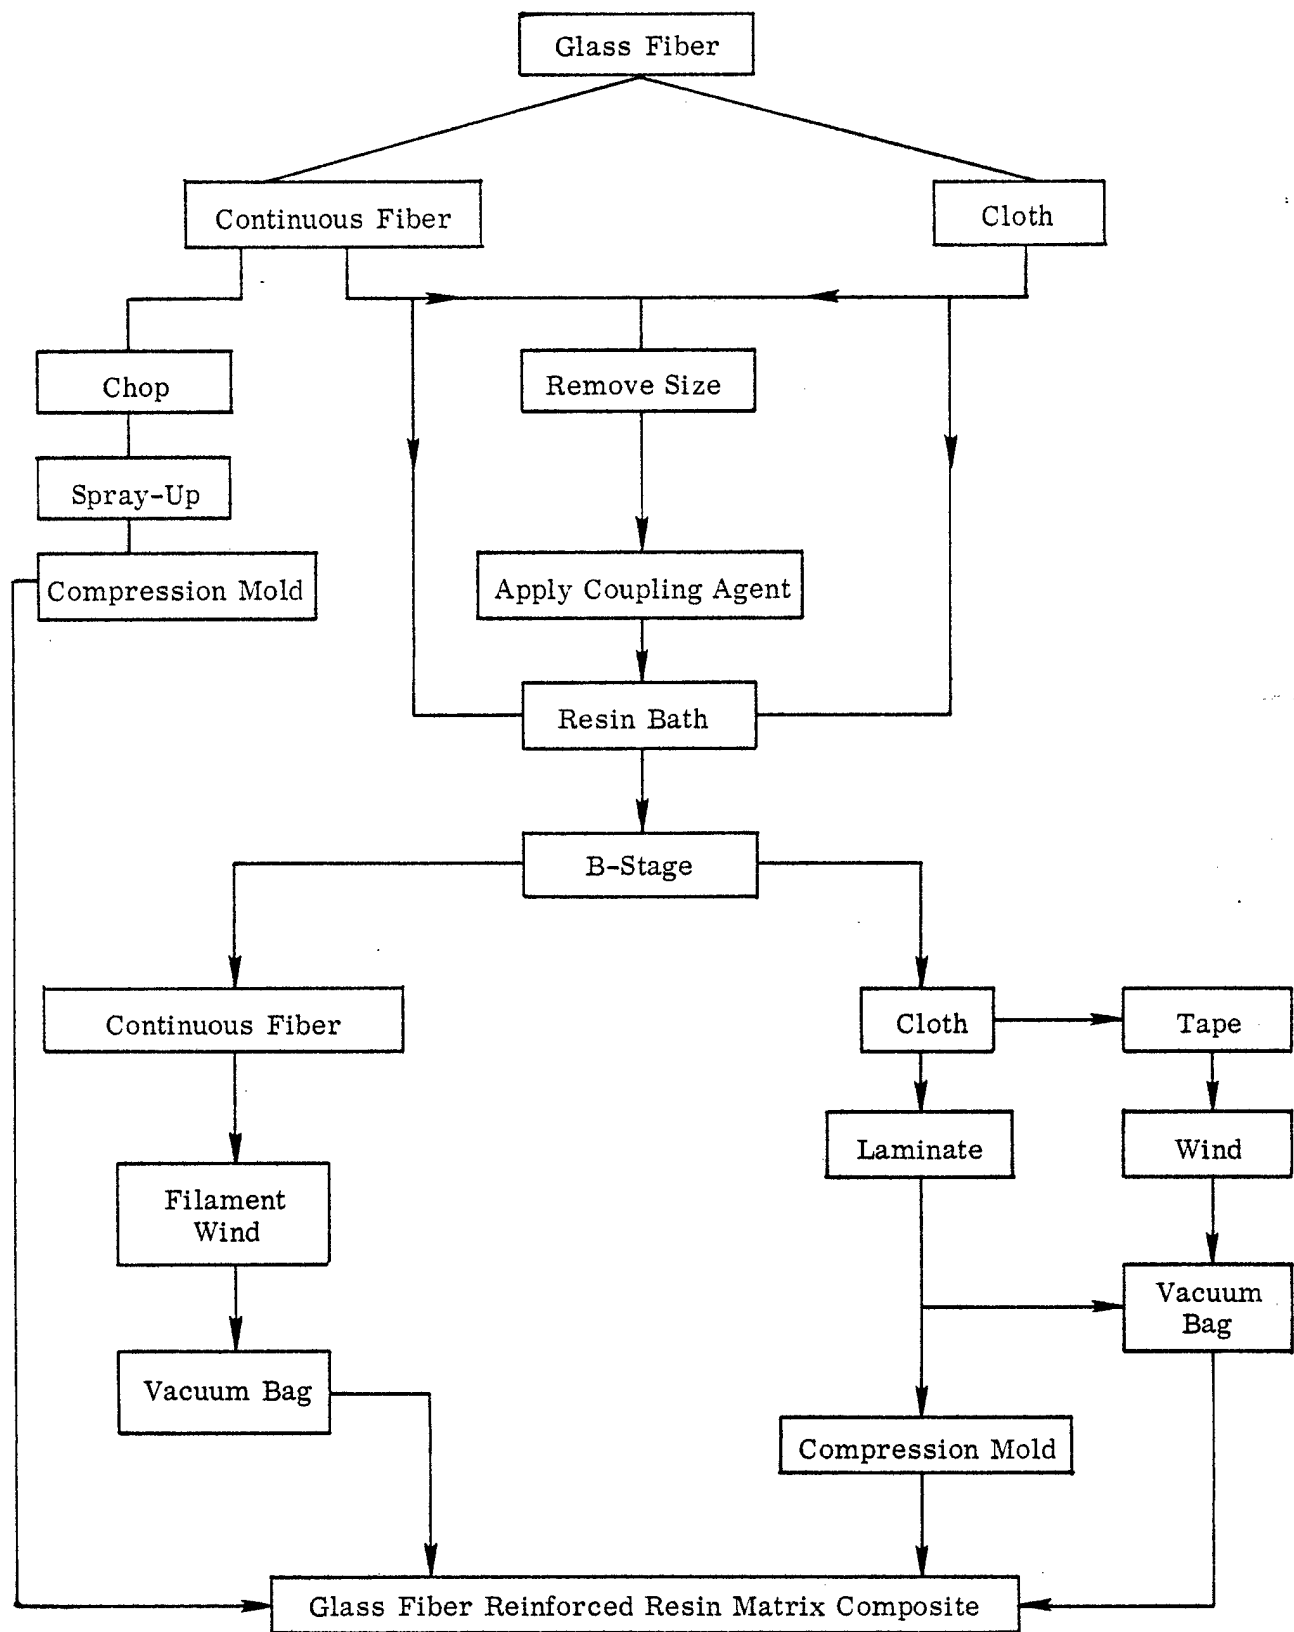 Glass Fiber
Continuous Fiber
Cloth
Chop
Remove Size
Spray-Up
Compression Mold
Apply Coupling Agent
Resin Bath
B-Stage
Continuous Fiber
Cloth
Tape
Laminate
Wind
Filament
Wind
Vacuum
Bag
Vacuum Bag
Compression Mold
Glass Fiber Reinforced Resin Matrix Composite